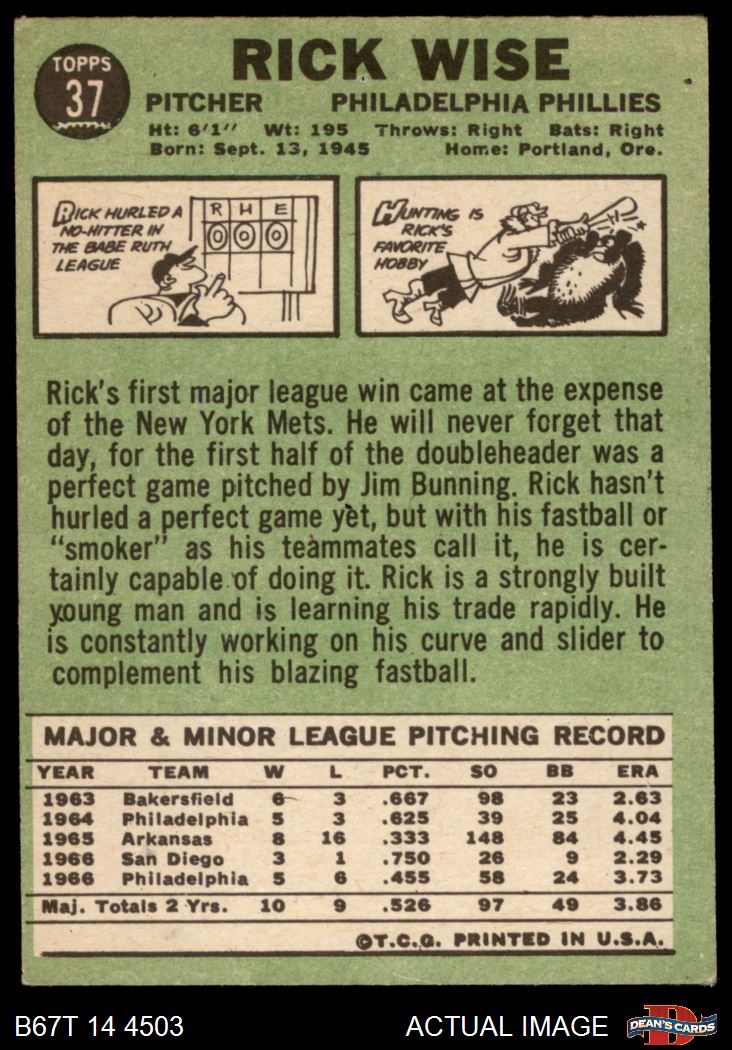 TOPPS
37
RICK WISE
PITCHER PHILADELPHIA PHILLIES
Ht: 6'1" Wt: 195 Throws: Right Bats: Right
Born: Sept. 13, 1945 Home: Portland, Ore.
RICK HURLED A
NO-HITTER IN
THE BABE RUTH
LEAGUE
R H E
0 0 0
HUNTING IS
RICK'S
FAVORITE
HOBBY
Rick's first major league win came at the expense
of the New York Mets. He will never forget that
day, for the first half of the doubleheader was a
perfect game pitched by Jim Bunning. Rick hasn't
hurled a perfect game yet, but with his fastball or
"smoker" as his teammates call it, he is cer-
tainly capable of doing it. Rick is a strongly built
young man and is learning his trade rapidly. He
is constantly working on his curve and slider to
complement his blazing fastball.
MAJOR & MINOR LEAGUE PITCHING RECORD
YEAR TEAM W L PCT. SO BB ERA
1963 Bakersfield 6 3 .667 98 23 2.63
1964 Philadelphia 5 3 .625 39 25 4.04
1965 Arkansas 8 16 .333 148 84 4.45
1966 San Diego 3 1 .750 26 9 2.29
1966 Philadelphia 5 6 .455 58 24 3.73
Maj. Totals 2 Yrs. 10 9 .526 97 49 3.86
©T.C.G. PRINTED IN U.S.A.
B67T 14 4503 ACTUAL IMAGE
D
DEAN'S CARDS